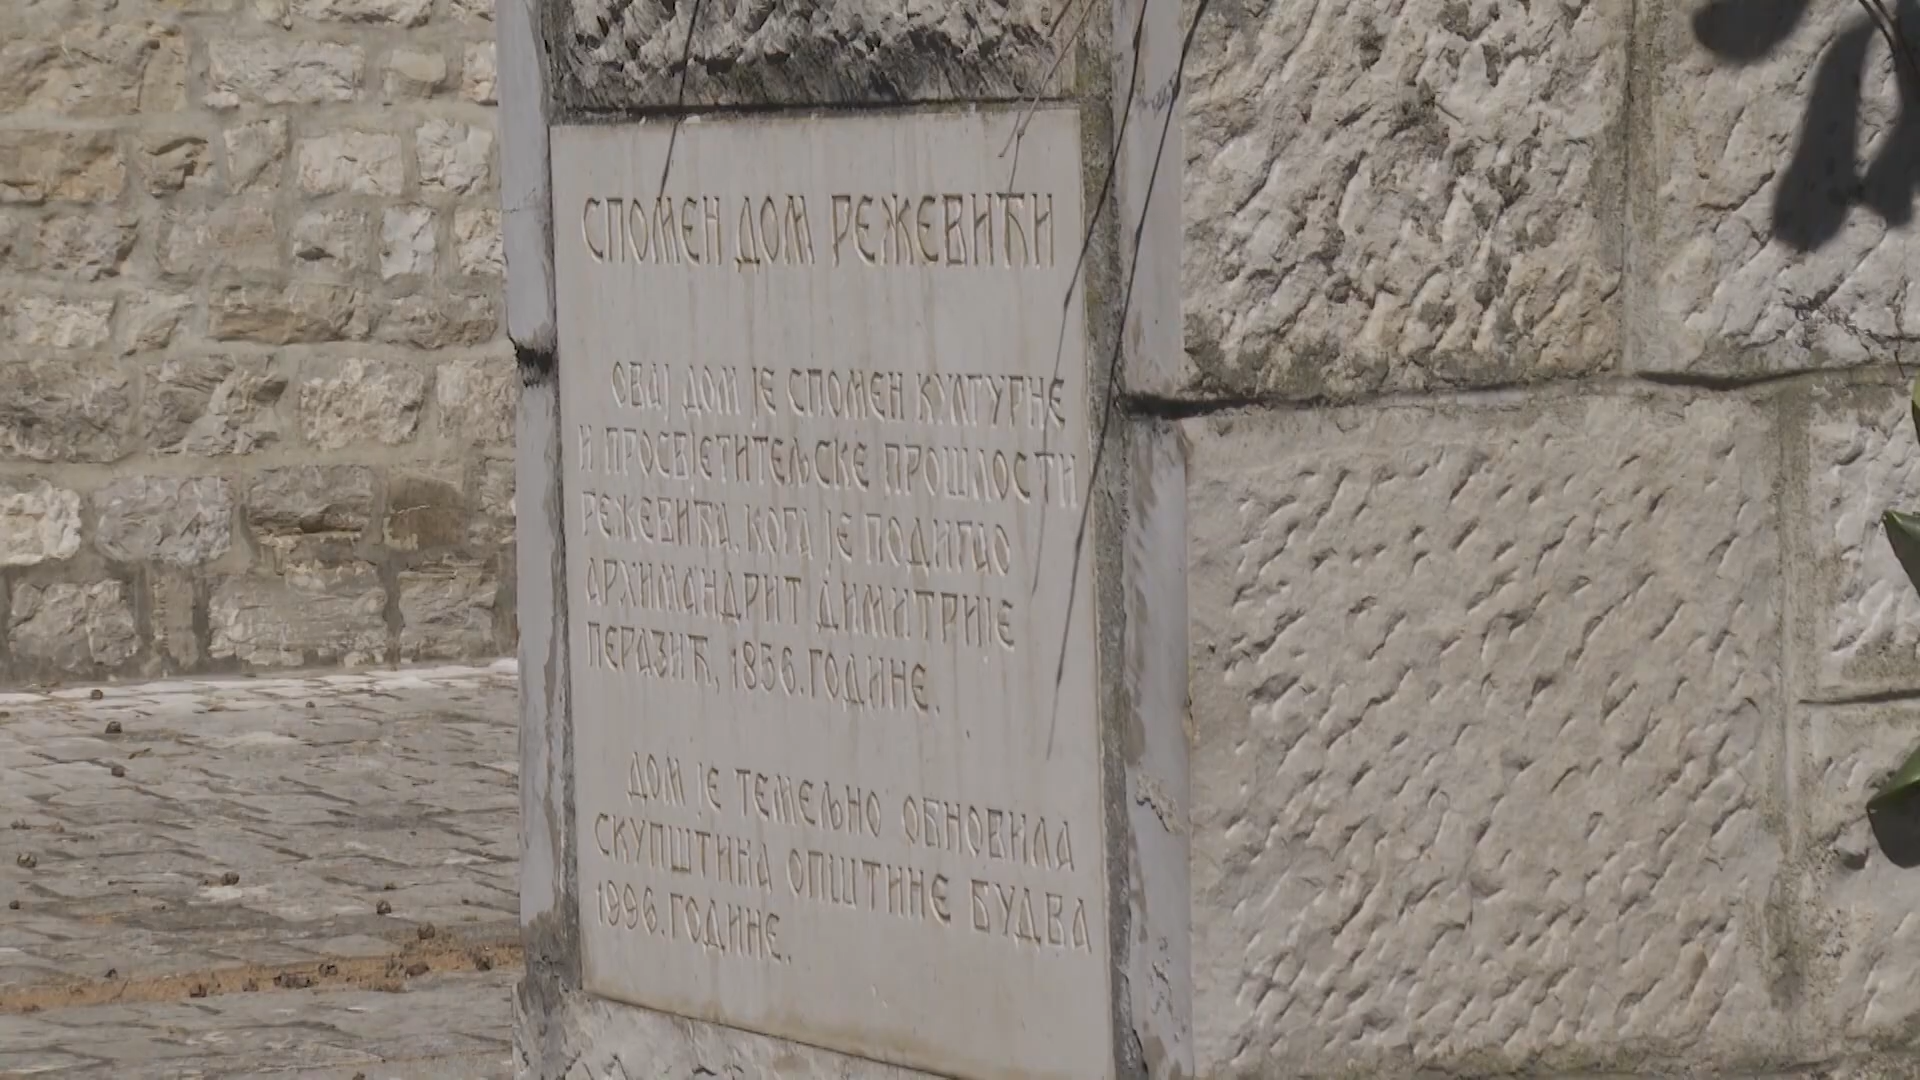 СПОМЕН ДОМ РЕЖЕВИЋИ
ОВАЈ ДОМ ЈЕ СПОМЕН КУЛТУРНЕ
И ПРОСВЈЕТИТЕЉСКЕ ПРОШЛОСТИ
РЕЖЕВИЋА, КОГА ЈЕ ПОДИГАО
АРХИМАНДРИТ ДИМИТРИЈЕ
ПЕРАЗИЋ, 1856. ГОДИНЕ.
ДОМ ЈЕ ТЕМЕЉНО ОБНОВИЛА
СКУПШТИНА ОПШТИНЕ БУДВА
1996. ГОДИНЕ.